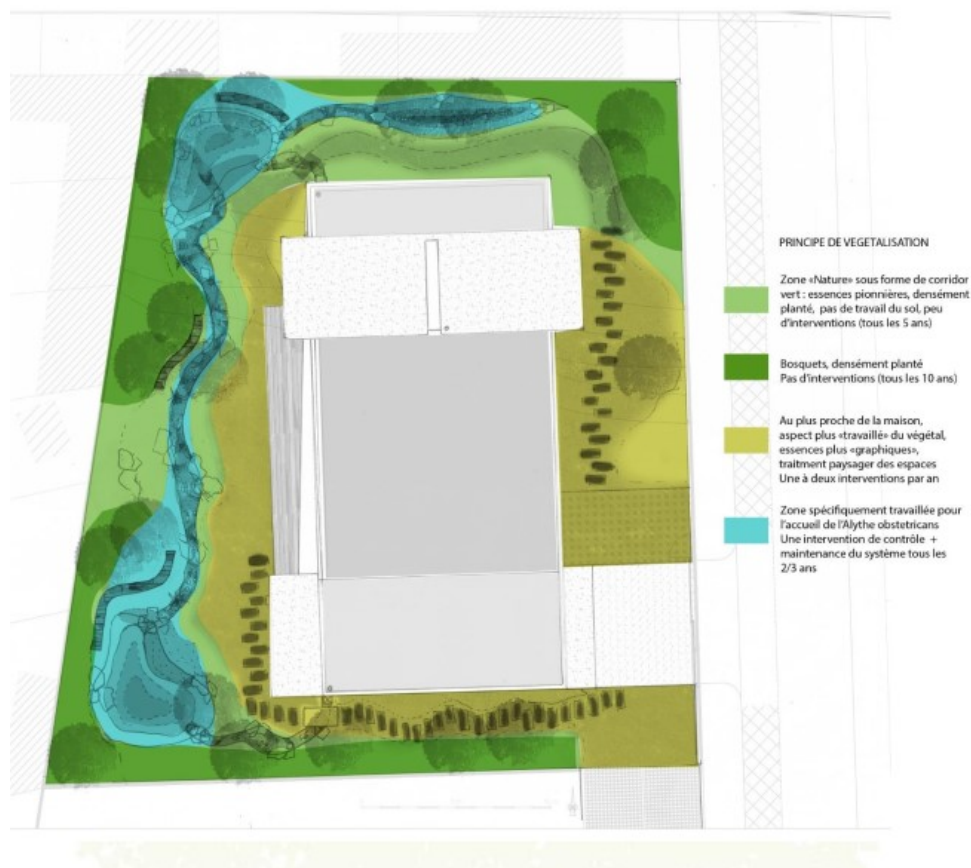 PRINCIPE DE VEGETALISATION
Zone «Nature» sous forme de corridor
vert : essences pionnières, densément
planté, pas de travail du sol, peu
d'interventions (tous les 5 ans)
Bosquets, densément planté
Pas d'interventions (tous les 10 ans)
Au plus proche de la maison,
aspect plus «travaillé» du végétal,
essences plus «graphiques»,
traitement paysager des espaces
Une à deux interventions par an
Zone spécifiquement travaillée pour
l'accueil de l'Alythe obstetricans
Une intervention de contrôle +
maintenance du système tous les
2/3 ans